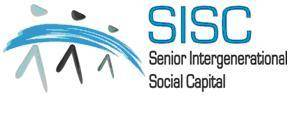 SISC
Senior Intergenerational
Social Capital